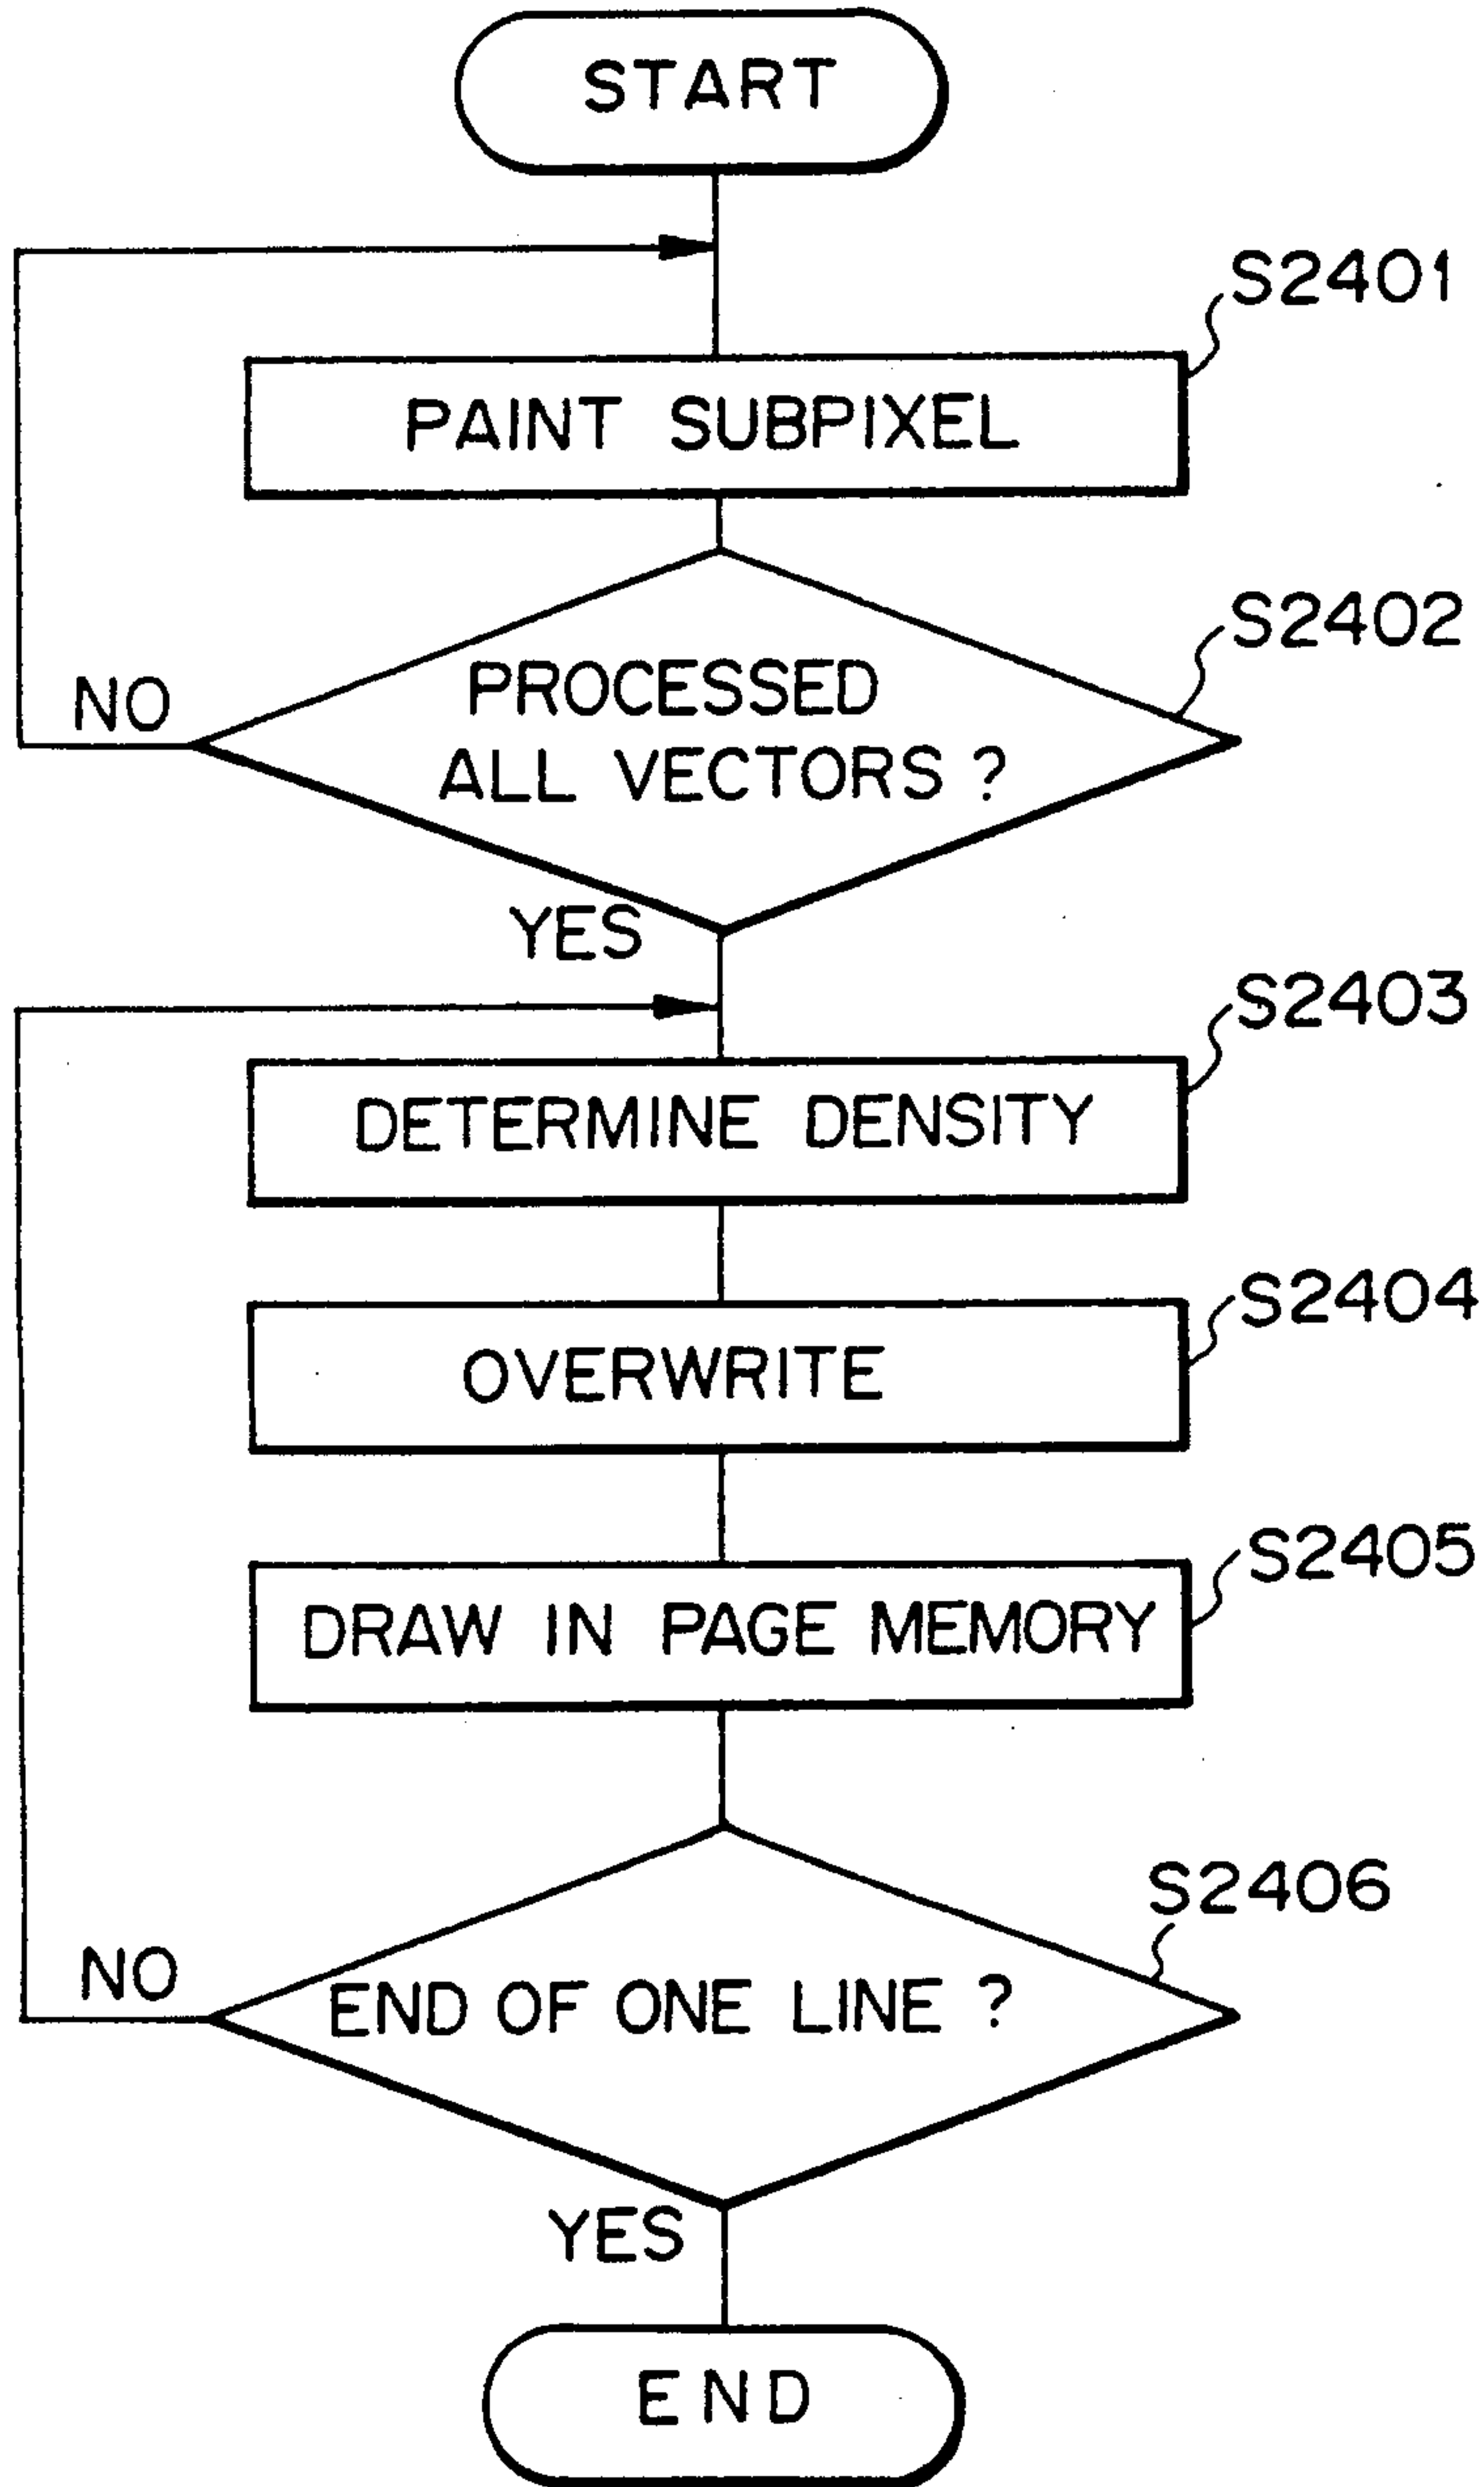 START
S2401
PAINT SUBPIXEL
S2402
PROCESSED
ALL VECTORS ?
NO
YES
S2403
DETERMINE DENSITY
S2404
OVERWRITE
S2405
DRAW IN PAGE MEMORY
S2406
NO
END OF ONE LINE ?
YES
END